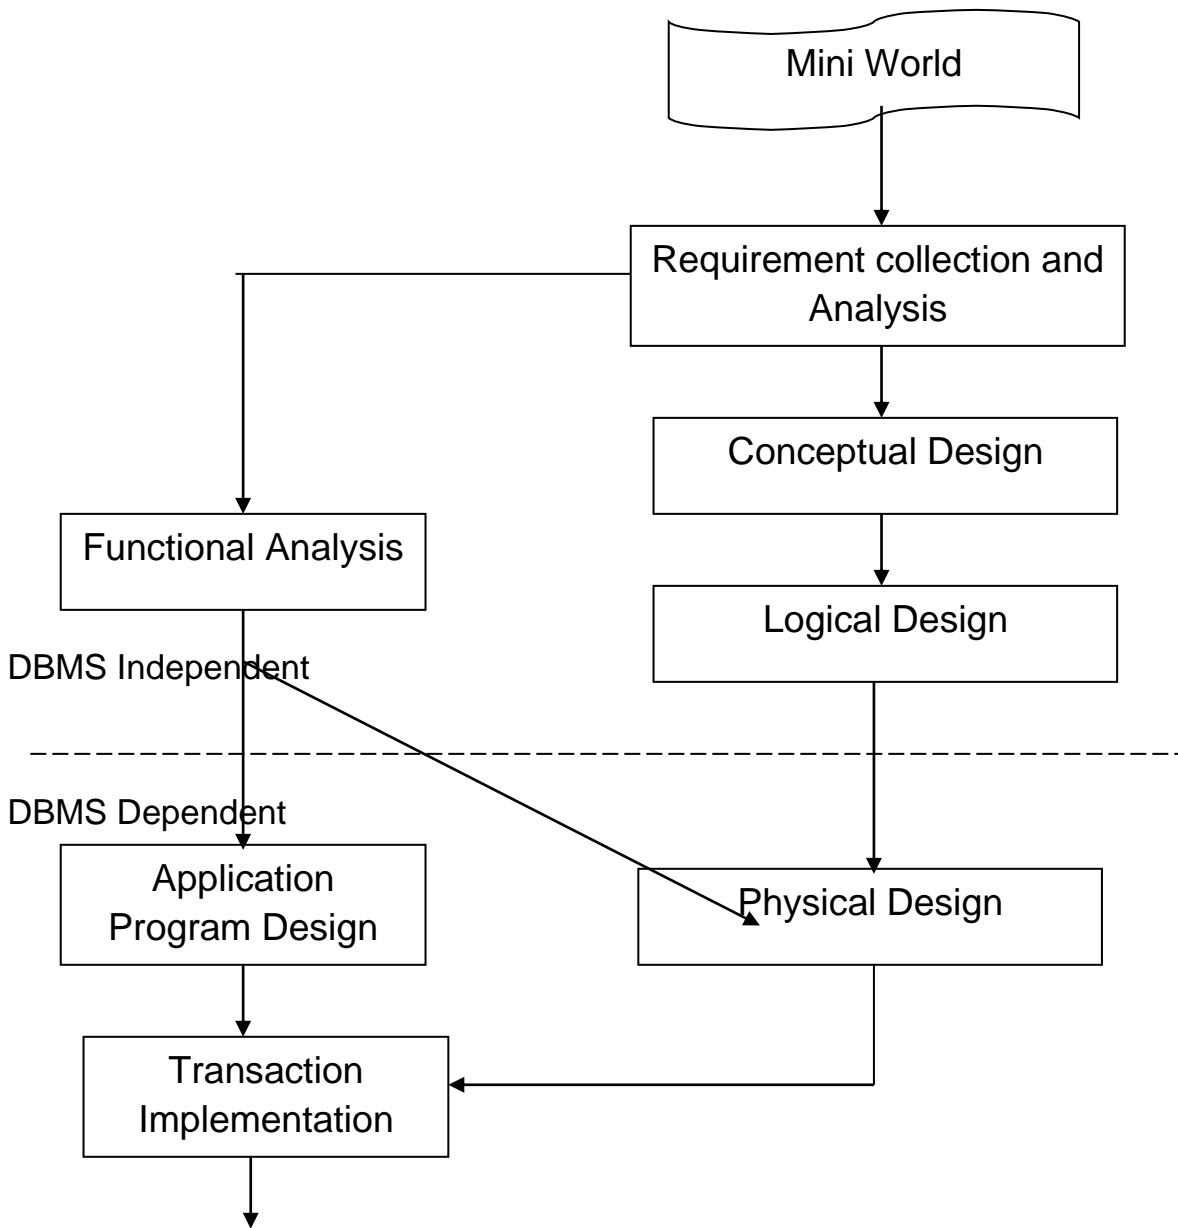 Mini World
Requirement collection and
Analysis
Conceptual Design
Functional Analysis
Logical Design
DBMS Independent
DBMS Dependent
Application
Program Design
Physical Design
Transaction
Implementation